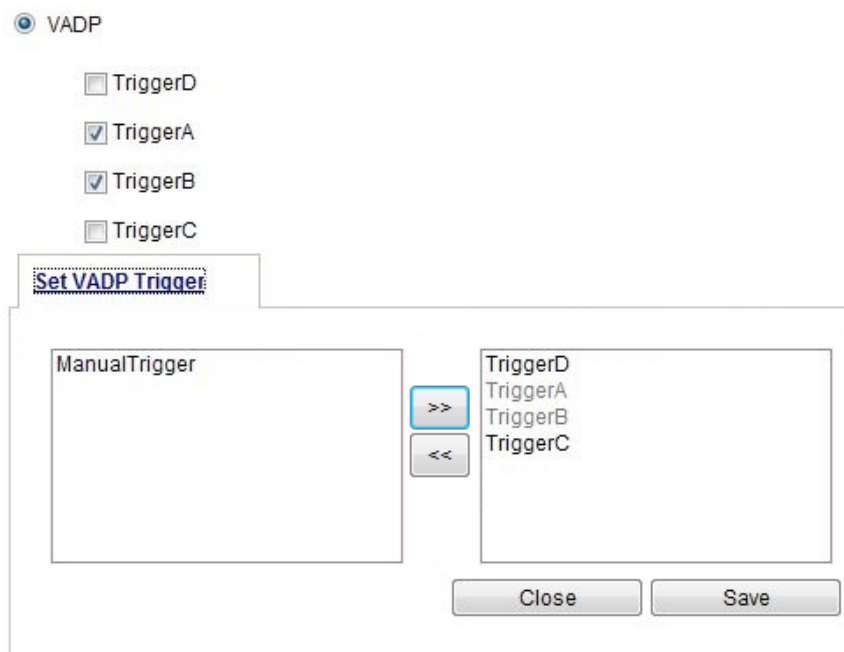 VADP
TriggerD
TriggerA
TriggerB
TriggerC
Set VADP Trigger
ManualTrigger
>>
<<
TriggerD
TriggerA
TriggerB
TriggerC
Close
Save